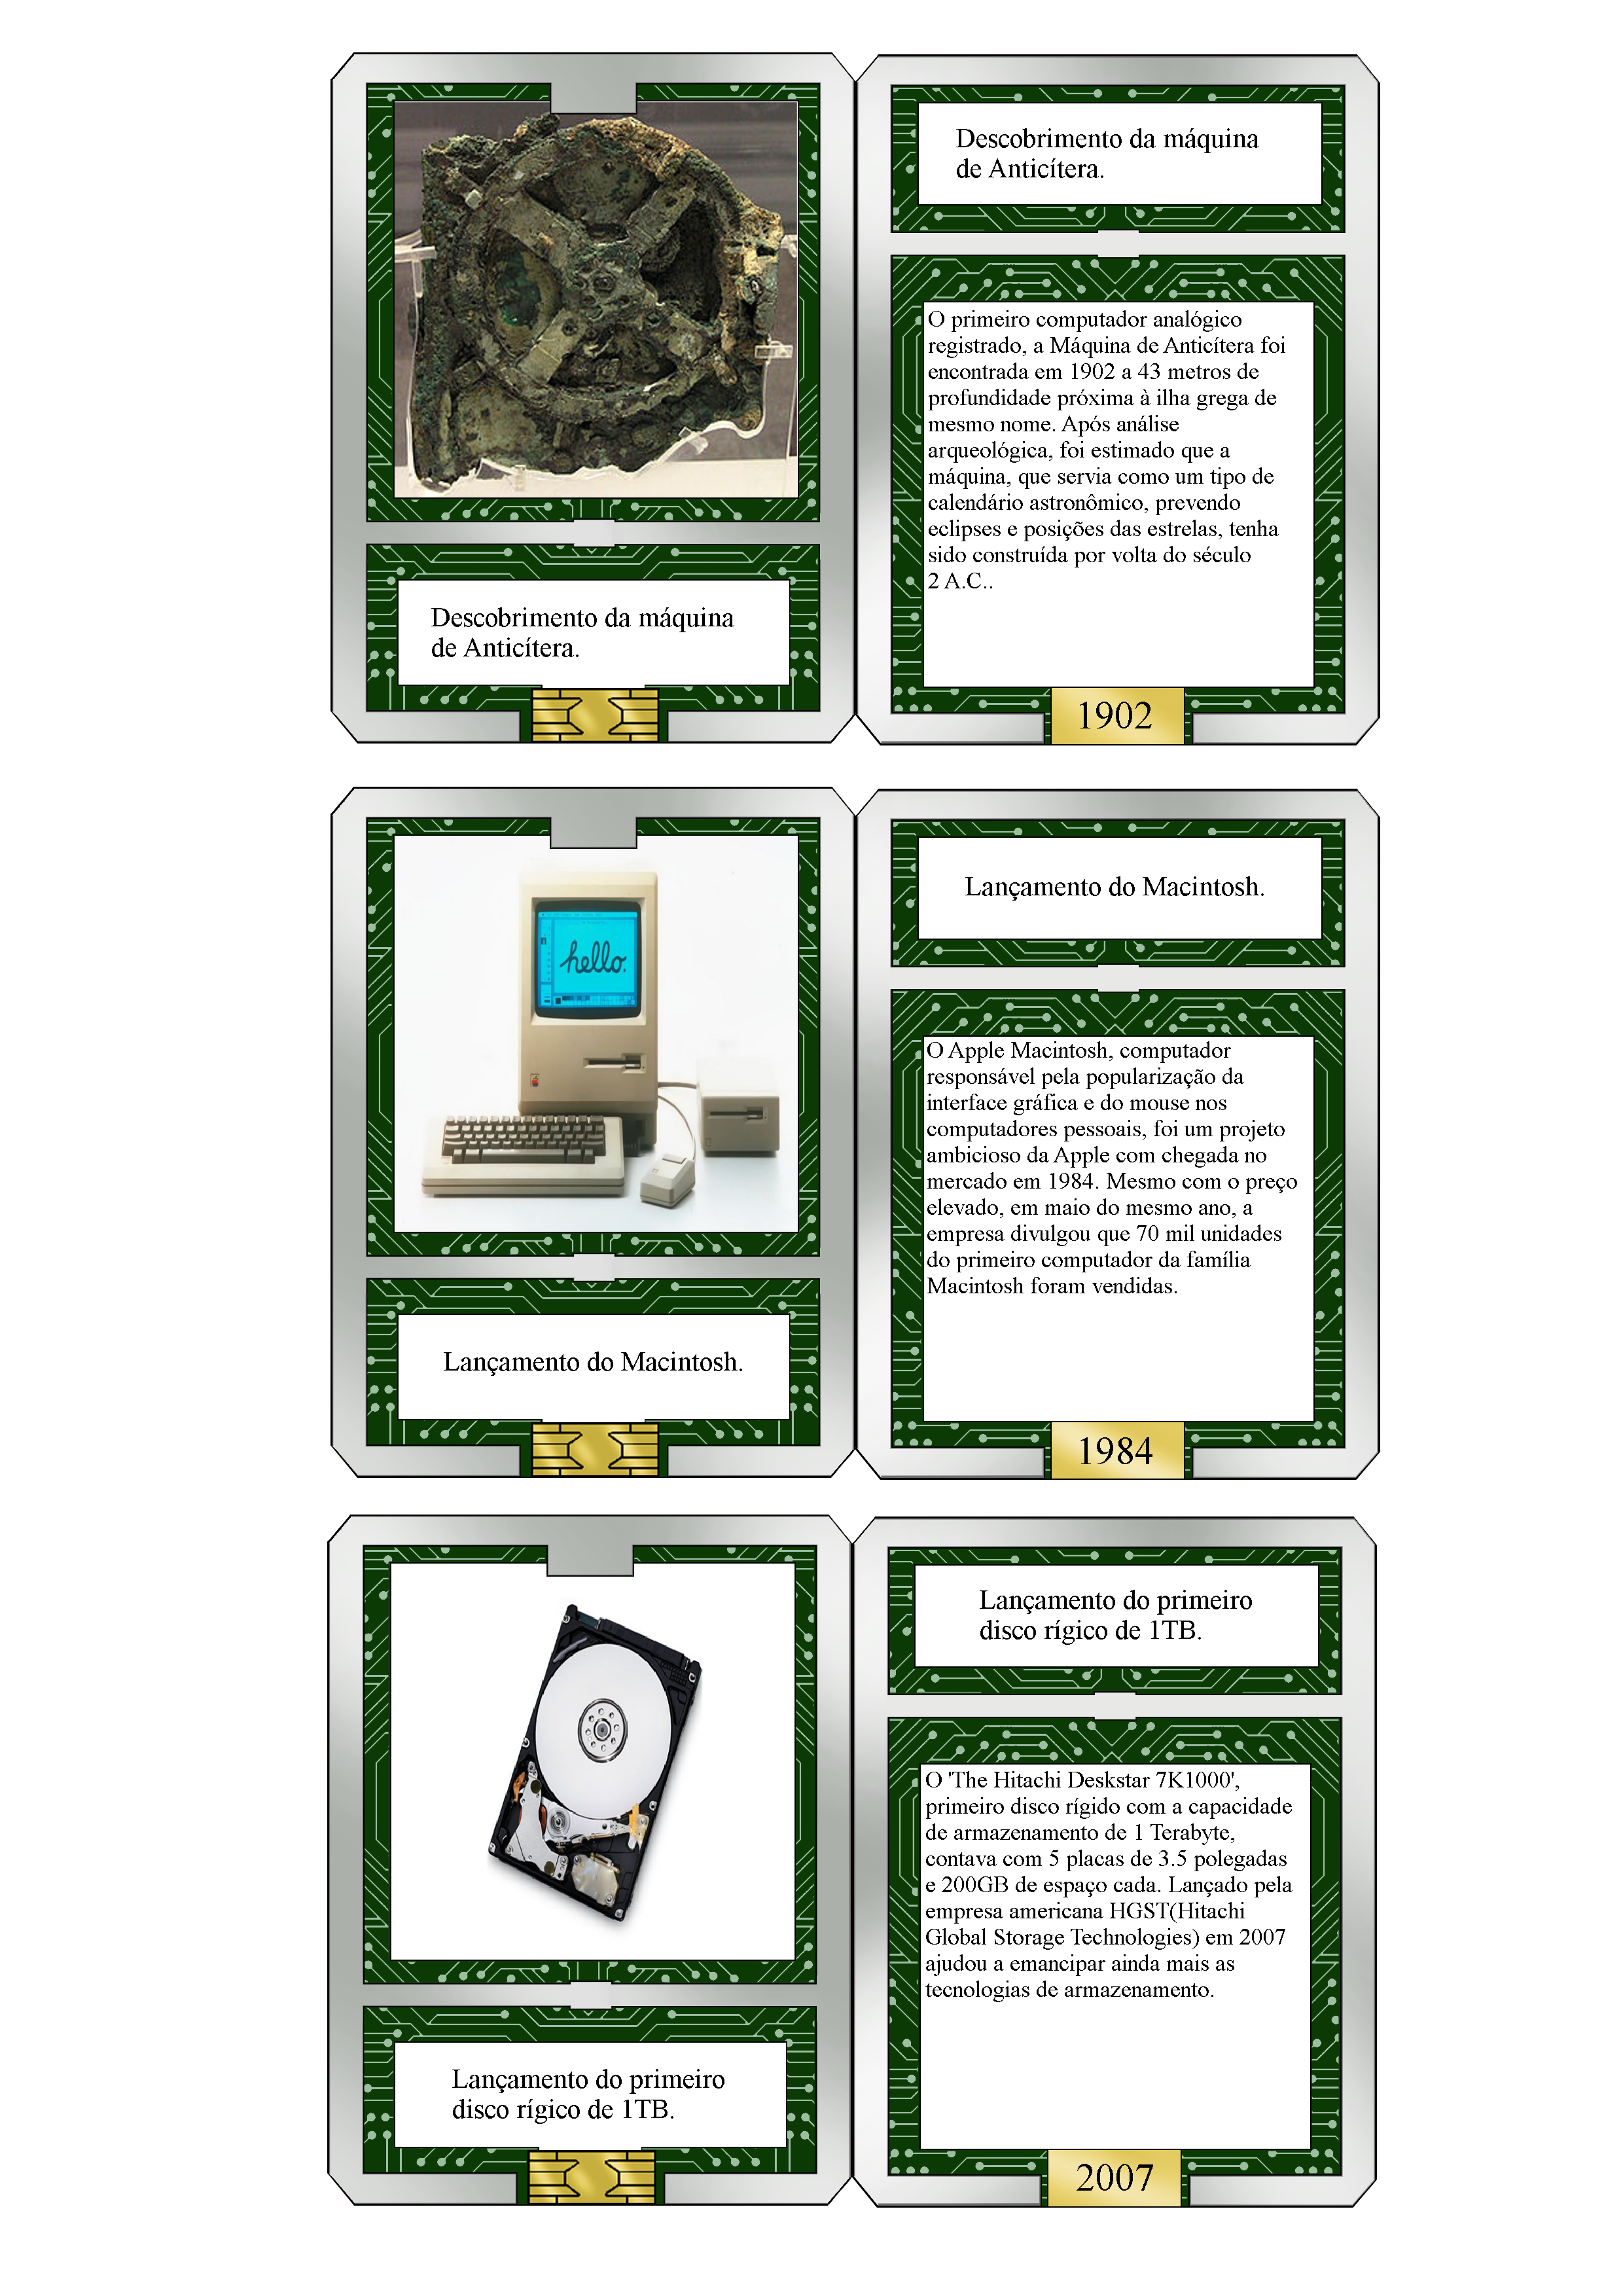 Descobrimento da máquina
de Anticítera.
Descobrimento da máquina
de Anticítera.
O primeiro computador analógico
registrado, a Máquina de Anticítera foi
encontrada em 1902 a 43 metros de
profundidade próxima à ilha grega de
mesmo nome. Após análise
arqueológica, foi estimado que a
máquina, que servia como um tipo de
calendário astronômico, prevendo
eclipses e posições das estrelas, tenha
sido construída por volta do século
2 A.C..
1902
hello.
Lançamento do Macintosh.
Lançamento do Macintosh.
O Apple Macintosh, computador
responsável pela popularização da
interface gráfica e do mouse nos
computadores pessoais, foi um projeto
ambicioso da Apple com chegada no
mercado em 1984. Mesmo com o preço
elevado, em maio do mesmo ano, a
empresa divulgou que 70 mil unidades
do primeiro computador da família
Macintosh foram vendidas.
1984
Lançamento do primeiro
disco rígico de 1TB.
Lançamento do primeiro
disco rígico de 1TB.
O 'The Hitachi Deskstar 7K1000',
primeiro disco rígido com a capacidade
de armazenamento de 1 Terabyte,
contava com 5 placas de 3.5 polegadas
e 200GB de espaço cada. Lançado pela
empresa americana HGST(Hitachi
Global Storage Technologies) em 2007
ajudou a emancipar ainda mais as
tecnologias de armazenamento.
2007